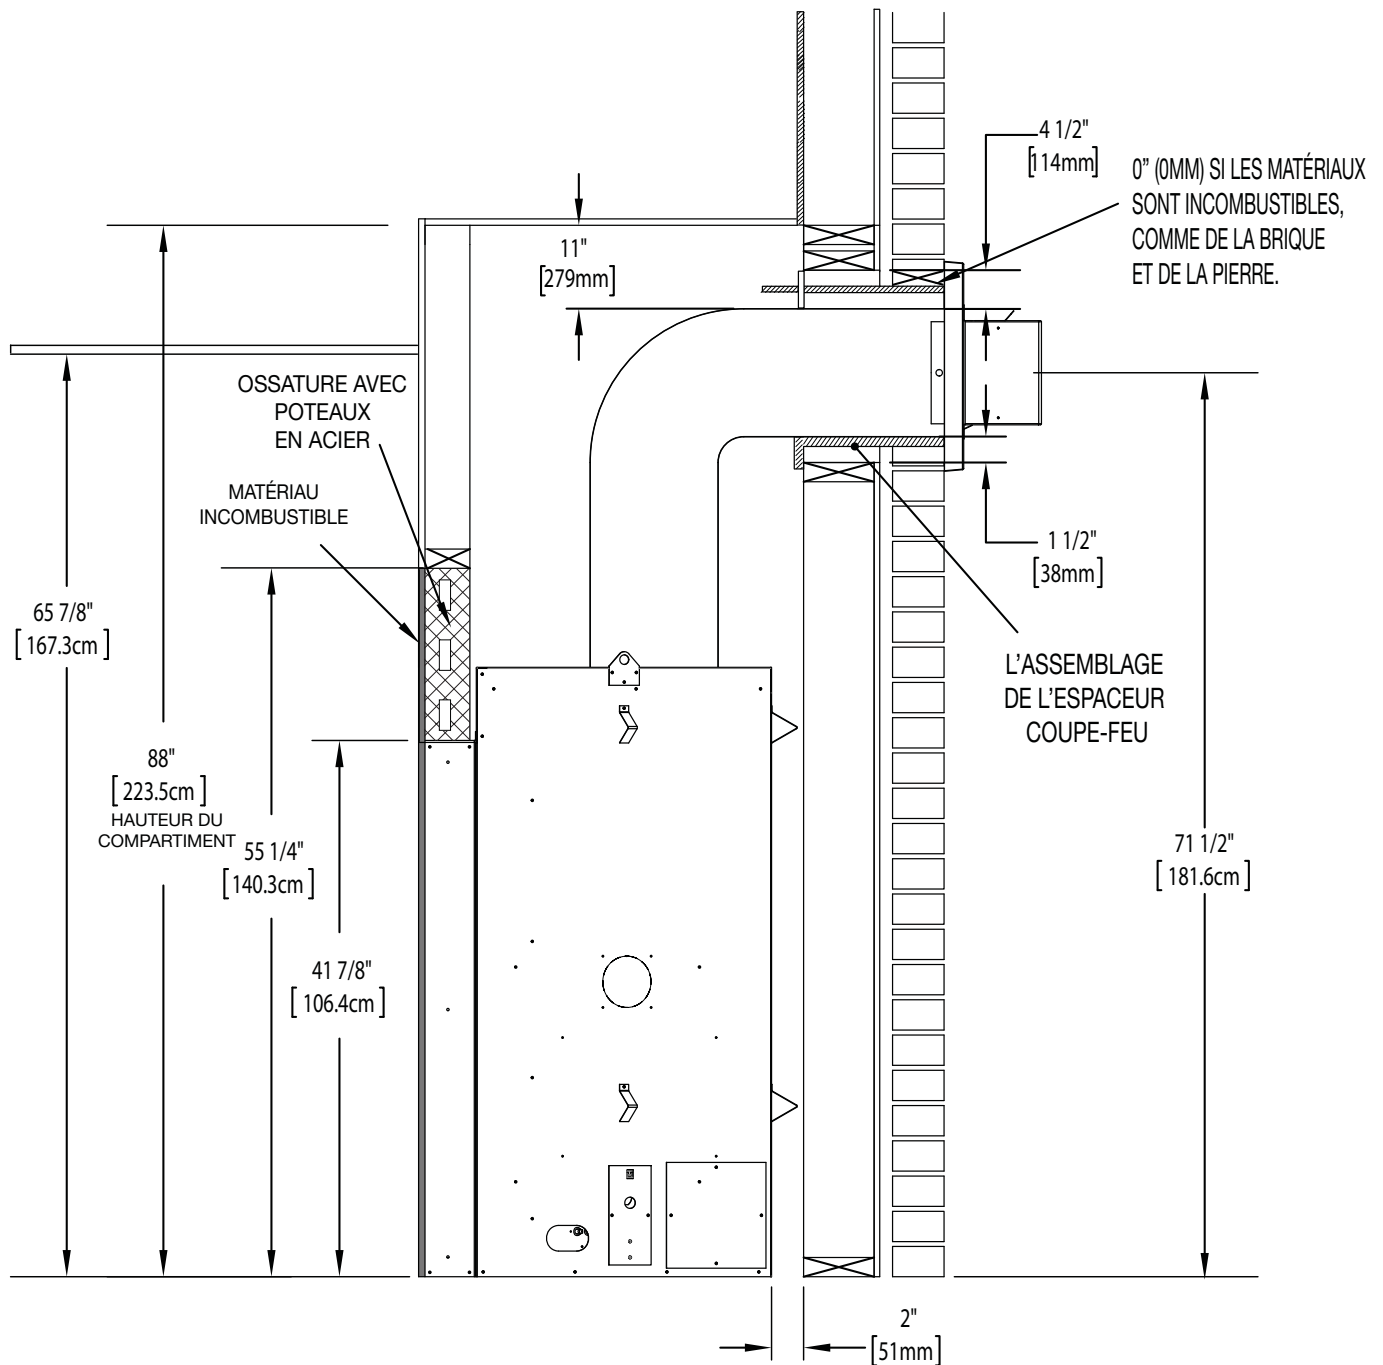 4 1/2"
[114mm]
0" (0MM) SI LES MATÉRIAUX
SONT INCOMBUSTIBLES,
COMME DE LA BRIQUE
ET DE LA PIERRE.
11"
[279mm]
OSSATURE AVEC
POTEAUX
EN ACIER
MATÉRIAU
INCOMBUSTIBLE
1 1/2"
[38mm]
65 7/8"
[167.3cm]
L'ASSEMBLAGE
DE L'ESPACEUR
COUPE-FEU
88"
[223.5cm]
HAUTEUR DU
COMPARTIMENT
55 1/4"
[140.3cm]
71 1/2"
[181.6cm]
41 7/8"
[106.4cm]
2"
[51mm]